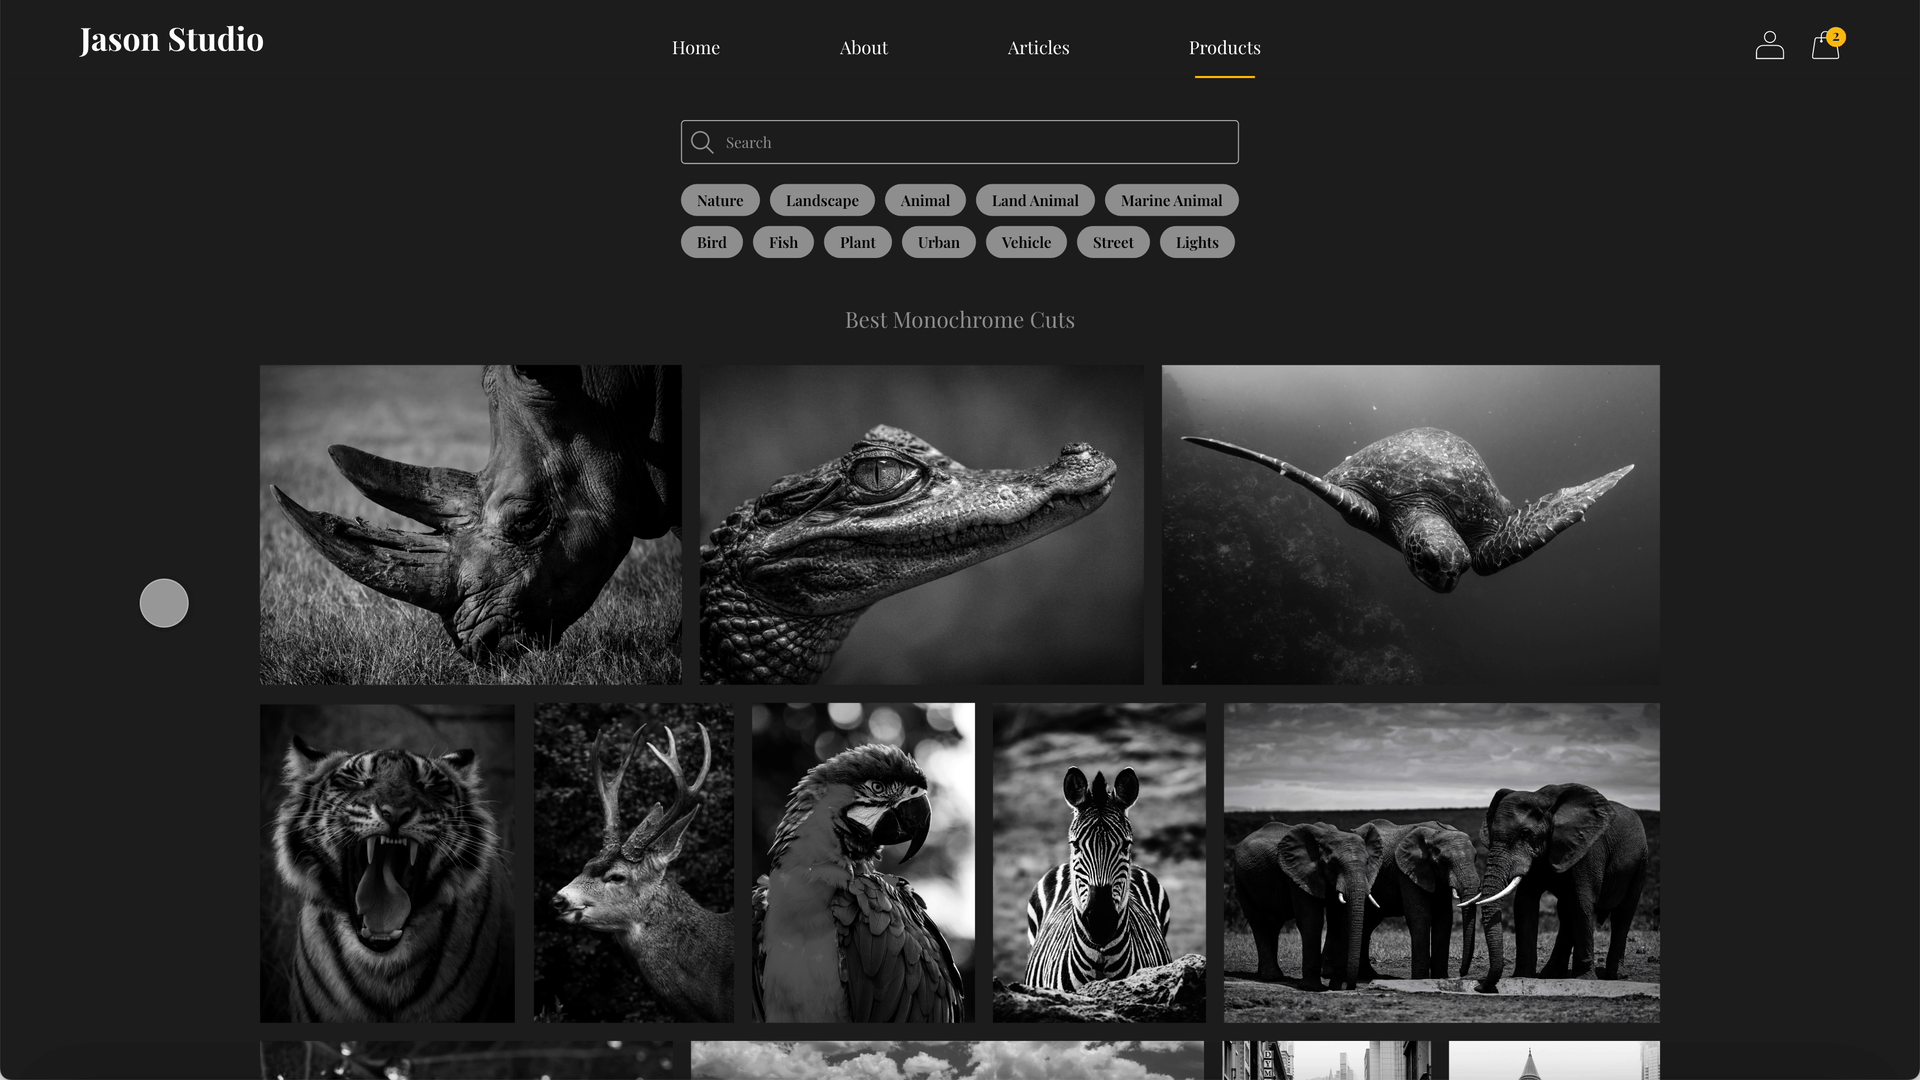 Jason Studio
Home About Articles Products
2
Search
Nature Landscape Animal Land Animal Marine Animal
Bird Fish Plant Urban Vehicle Street Lights
Best Monochrome Cuts